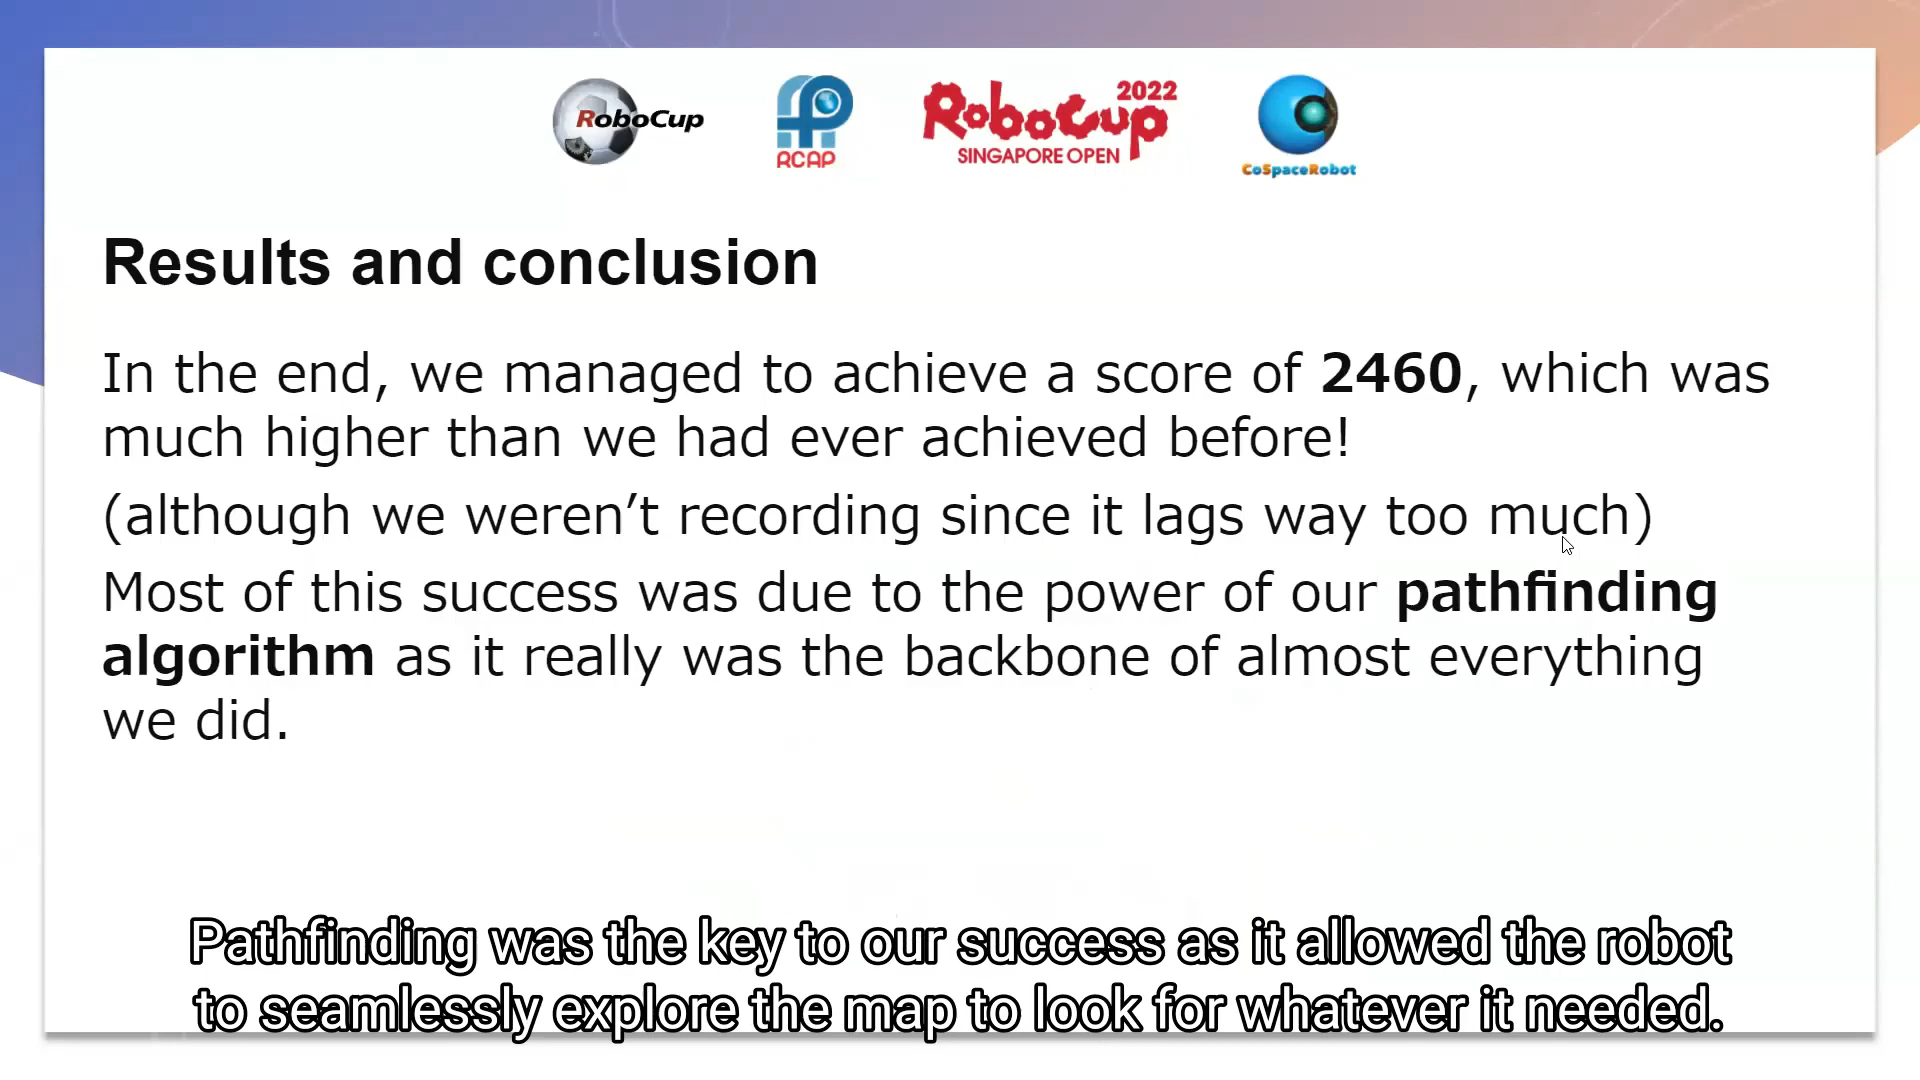 RoboCup
RCAP
RoboCup 2022
SINGAPORE OPEN
CoSpaceRobot
Results and conclusion
In the end, we managed to achieve a score of 2460, which was
much higher than we had ever achieved before!
(although we weren’t recording since it lags way too much)
Most of this success was due to the power of our pathfinding
algorithm as it really was the backbone of almost everything
we did.
Pathfinding was the key to our success as it allowed the robot
to seamlessly explore the map to look for whatever it needed.